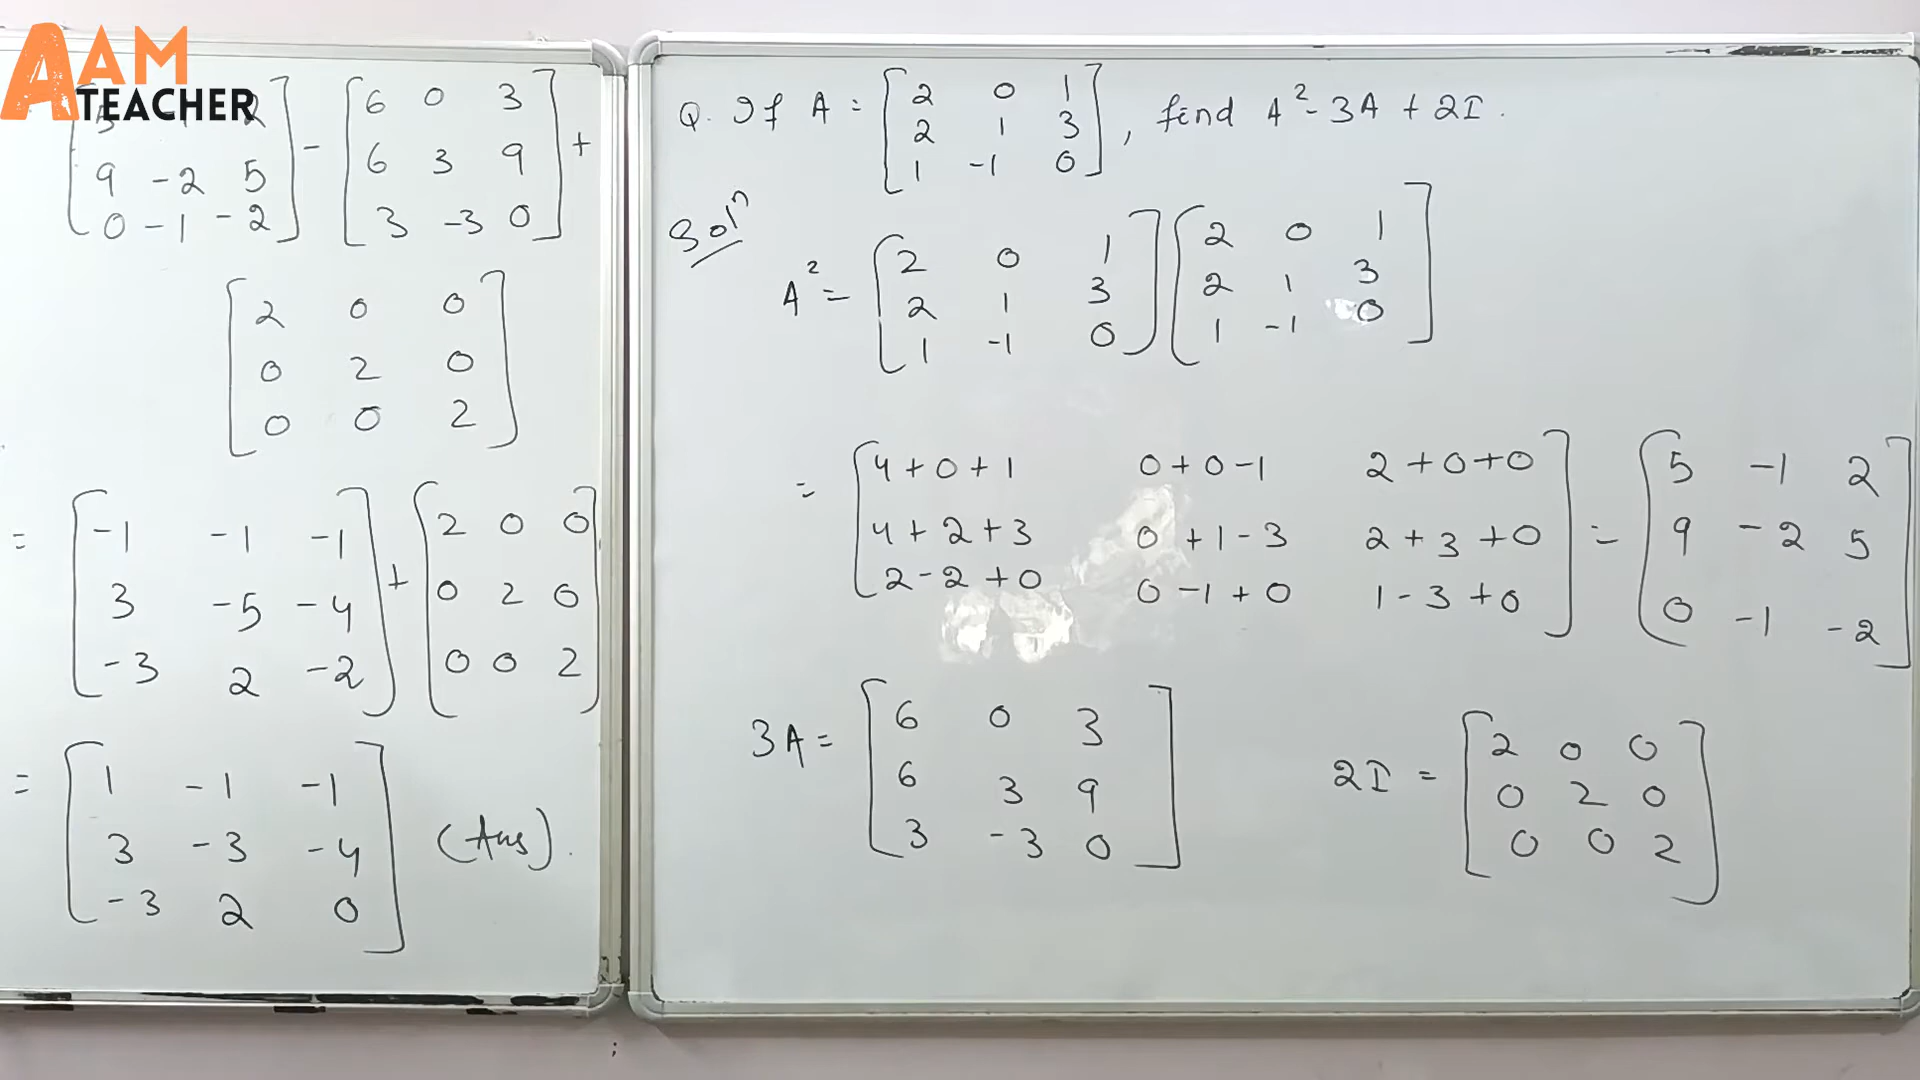 AAM
TEACHER
9 -2 5
0 -1 -2
-
6 0 3
6 3 9
3 -3 0
+
2 0 0
0 2 0
0 0 2
=
-1 -1 -1
3 -5 -4
-3 2 -2
+
2 0 0
0 2 0
0 0 2
=
1 -1 -1
3 -3 -4
-3 2 0
(Ans).
Q. If A = [2 0 1
2 1 3
1 -1 0], find A² - 3A + 2I.
Solⁿ
A² =
2 0 1
2 1 3
1 -1 0
2 0 1
2 1 3
1 -1 0
=
4+0+1 0+0-1 2+0+0
4+2+3 0+1-3 2+3+0
2-2+0 0-1+0 1-3+0
=
5 -1 2
9 -2 5
0 -1 -2
3A =
6 0 3
6 3 9
3 -3 0
2I =
2 0 0
0 2 0
0 0 2